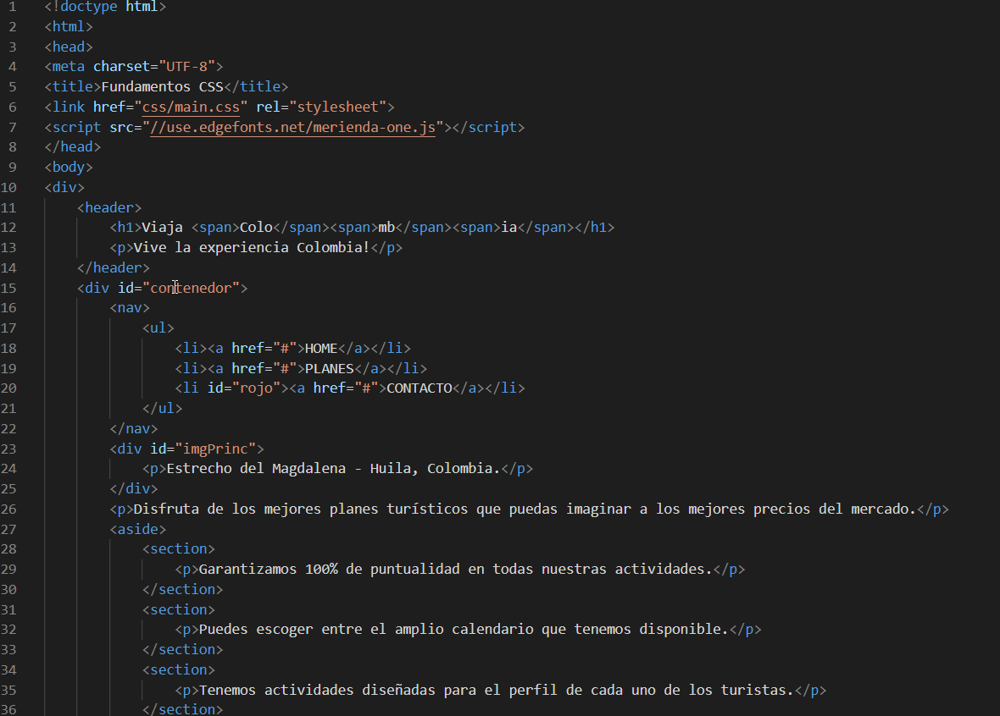 1 <!doctype html>
2 <html>
3 <head>
4 <meta charset="UTF-8">
5 <title>Fundamentos CSS</title>
6 <link href="css/main.css" rel="stylesheet">
7 <script src="//use.edgefonts.net/merienda-one.js"></script>
8 </head>
9 <body>
10 <div>
11     <header>
12         <h1>Viaja <span>Colo</span><span>mb</span><span>ia</span></h1>
13         <p>Vive la experiencia Colombia!</p>
14     </header>
15     <div id="contenedor">
16         <nav>
17             <ul>
18                 <li><a href="#">HOME</a></li>
19                 <li><a href="#">PLANES</a></li>
20                 <li id="rojo"><a href="#">CONTACTO</a></li>
21             </ul>
22         </nav>
23         <div id="imgPrinc">
24             <p>Estrecho del Magdalena - Huila, Colombia.</p>
25         </div>
26         <p>Disfruta de los mejores planes turísticos que puedas imaginar a los mejores precios del mercado.</p>
27         <aside>
28             <section>
29                 <p>Garantizamos 100% de puntualidad en todas nuestras actividades.</p>
30             </section>
31             <section>
32                 <p>Puedes escoger entre el amplio calendario que tenemos disponible.</p>
33             </section>
34             <section>
35                 <p>Tenemos actividades diseñadas para el perfil de cada uno de los turistas.</p>
36             </section>